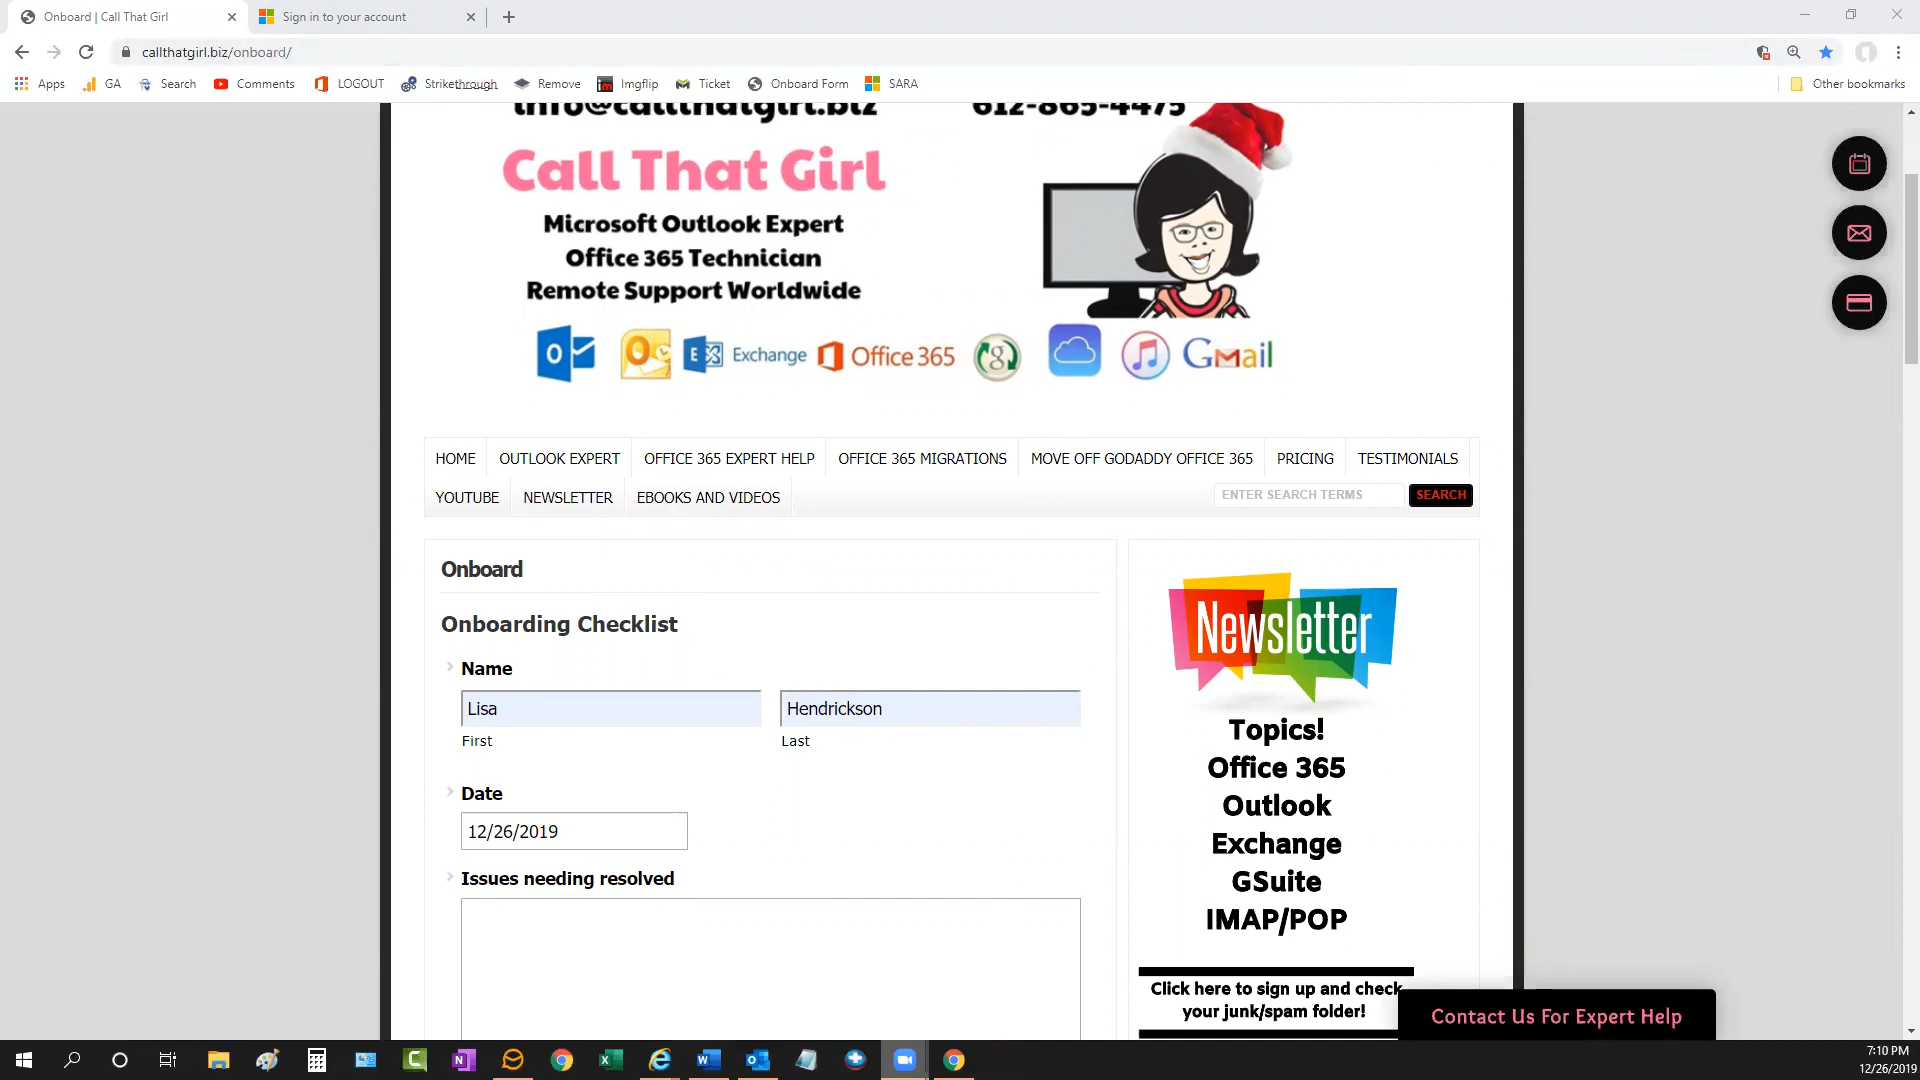 Onboard | Call That Girl
Sign in to your account
callthatgirl.biz/onboard/
Apps
GA
Search
Comments
LOGOUT
Strikethrough
Remove
Imgflip
Ticket
Onboard Form
SARA
Other bookmarks
info@callthatgirl.biz
612-865-4475
Call That Girl
Microsoft Outlook Expert
Office 365 Technician
Remote Support Worldwide
Exchange
Office 365
Gmail
HOME
OUTLOOK EXPERT
OFFICE 365 EXPERT HELP
OFFICE 365 MIGRATIONS
MOVE OFF GODADDY OFFICE 365
PRICING
TESTIMONIALS
YOUTUBE
NEWSLETTER
EBOOKS AND VIDEOS
ENTER SEARCH TERMS
SEARCH
Onboard
Onboarding Checklist
Name
Lisa
Hendrickson
First
Last
Date
12/26/2019
Issues needing resolved
Newsletter
Topics!
Office 365
Outlook
Exchange
GSuite
IMAP/POP
Click here to sign up and check
your junk/spam folder!
Contact Us For Expert Help
7:10 PM
12/26/2019